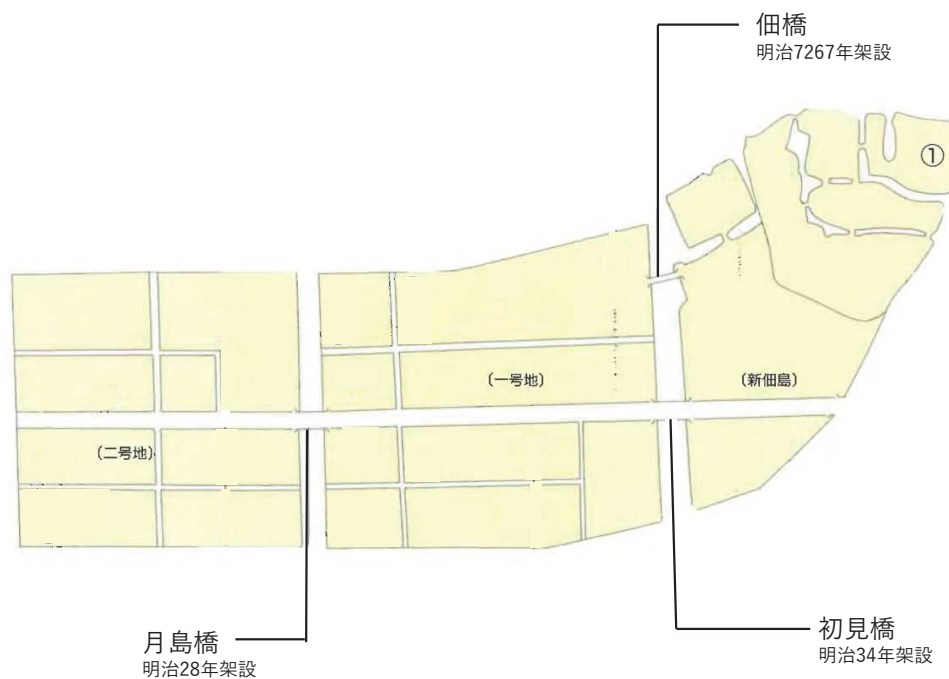 佃橋
明治7267年架設
①
〔一号地〕
〔新佃島〕
〔二号地〕
月島橋
明治28年架設
初見橋
明治34年架設